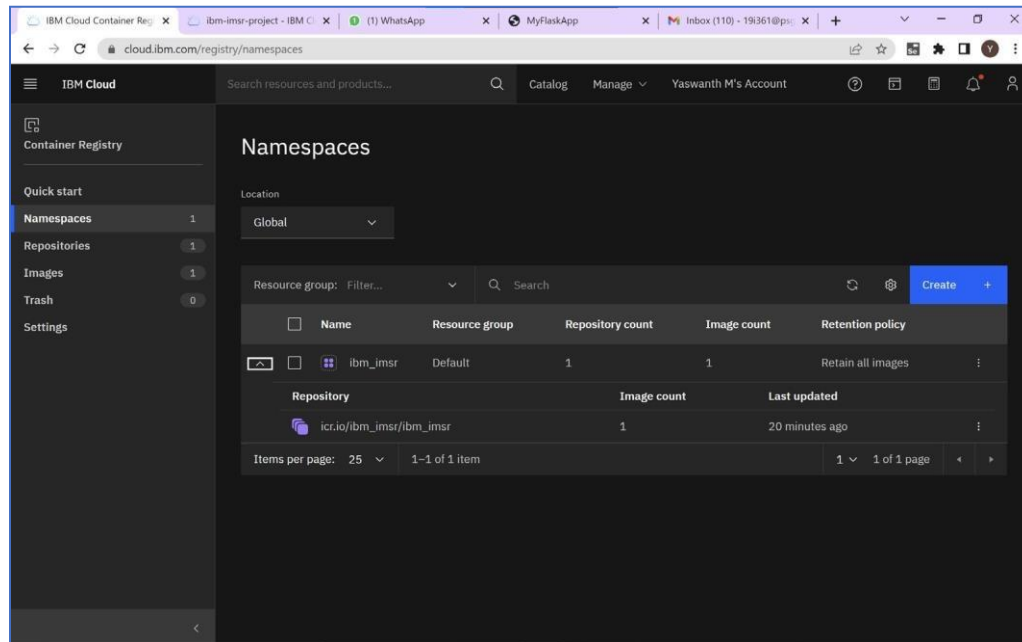 IBM Cloud Container Reg
ibm-imsr-project - IBM Cl
(1) WhatsApp
MyFlaskApp
Inbox (110) - 19i361@psg
cloud.ibm.com/registry/namespaces
Y
IBM Cloud
Search resources and products...
Catalog
Manage
Yaswanth M's Account
Container Registry
Quick start
Namespaces 1
Repositories 1
Images 1
Trash 0
Settings
Namespaces
Location
Global
Resource group: Filter...
Search
Create +
Name Resource group Repository count Image count Retention policy
ibm_imsr Default 1 1 Retain all images
Repository Image count Last updated
icr.io/ibm_imsr/ibm_imsr 1 20 minutes ago
Items per page: 25 1–1 of 1 item 1 1 of 1 page